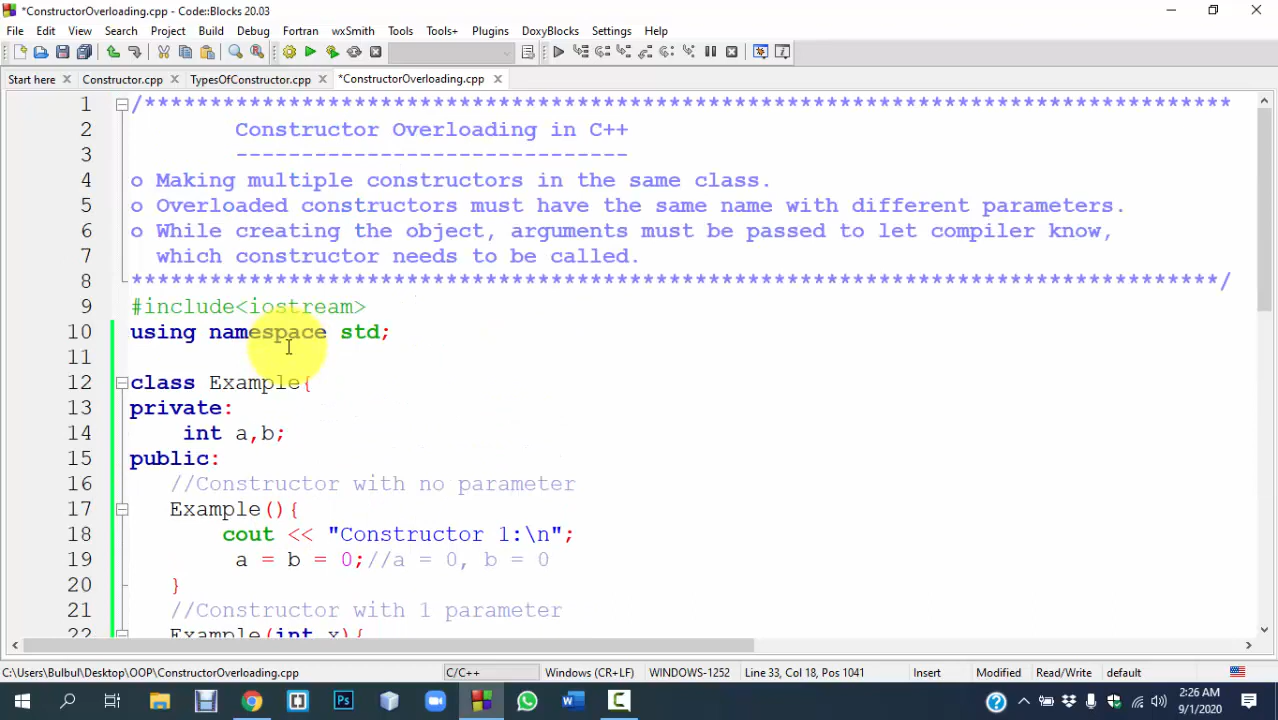 *ConstructorOverloading.cpp - Code::Blocks 20.03
File Edit View Search Project Build Debug Fortran wxSmith Tools Tools+ Plugins DoxyBlocks Settings Help
Start here Constructor.cpp TypesOfConstructor.cpp *ConstructorOverloading.cpp
1 /***********************************************************************************
2 Constructor Overloading in C++
3 ------------------------------
4 o Making multiple constructors in the same class.
5 o Overloaded constructors must have the same name with different parameters.
6 o While creating the object, arguments must be passed to let compiler know,
7 which constructor needs to be called.
8 ***********************************************************************************/
9 #include<iostream>
10 using namespace std;
11
12 class Example{
13 private:
14 int a,b;
15 public:
16 //Constructor with no parameter
17 Example(){
18 cout << "Constructor 1:\n";
19 a = b = 0;//a = 0, b = 0
20 }
21 //Constructor with 1 parameter
22 Example(int x){
C:\Users\Bulbul\Desktop\OOP\ConstructorOverloading.cpp C/C++ Windows (CR+LF) WINDOWS-1252 Line 33, Col 18, Pos 1041 Insert Modified Read/Write default
2:26 AM
9/1/2020